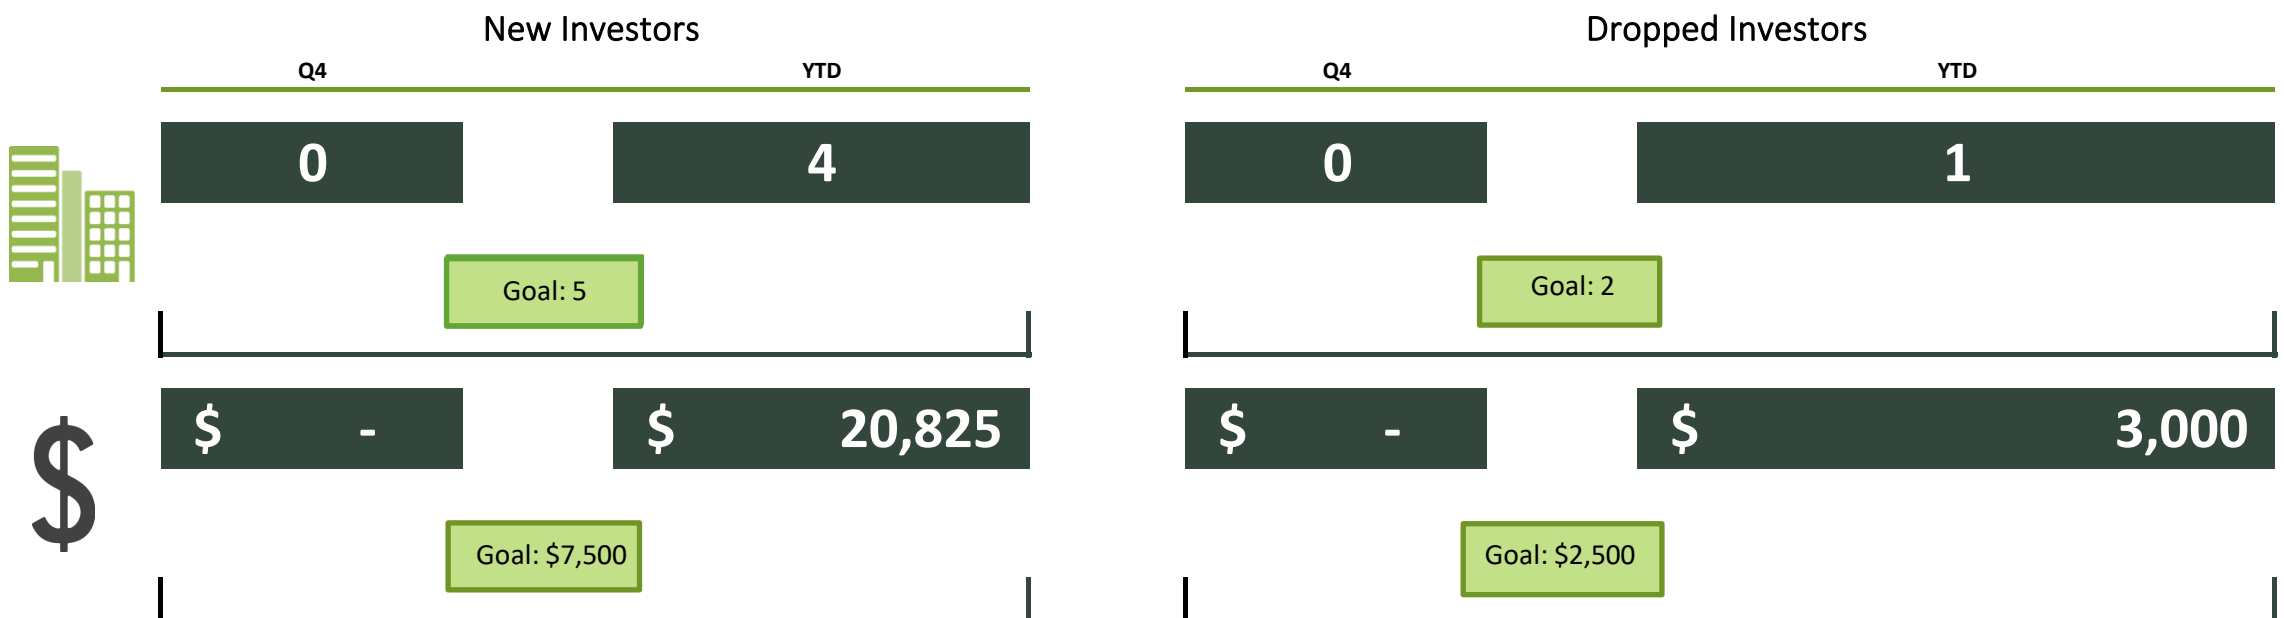 New Investors
Q4 YTD
0 4
Goal: 5
$ - $ 20,825
Goal: $7,500
Dropped Investors
Q4 YTD
0 1
Goal: 2
$ - $ 3,000
Goal: $2,500
$